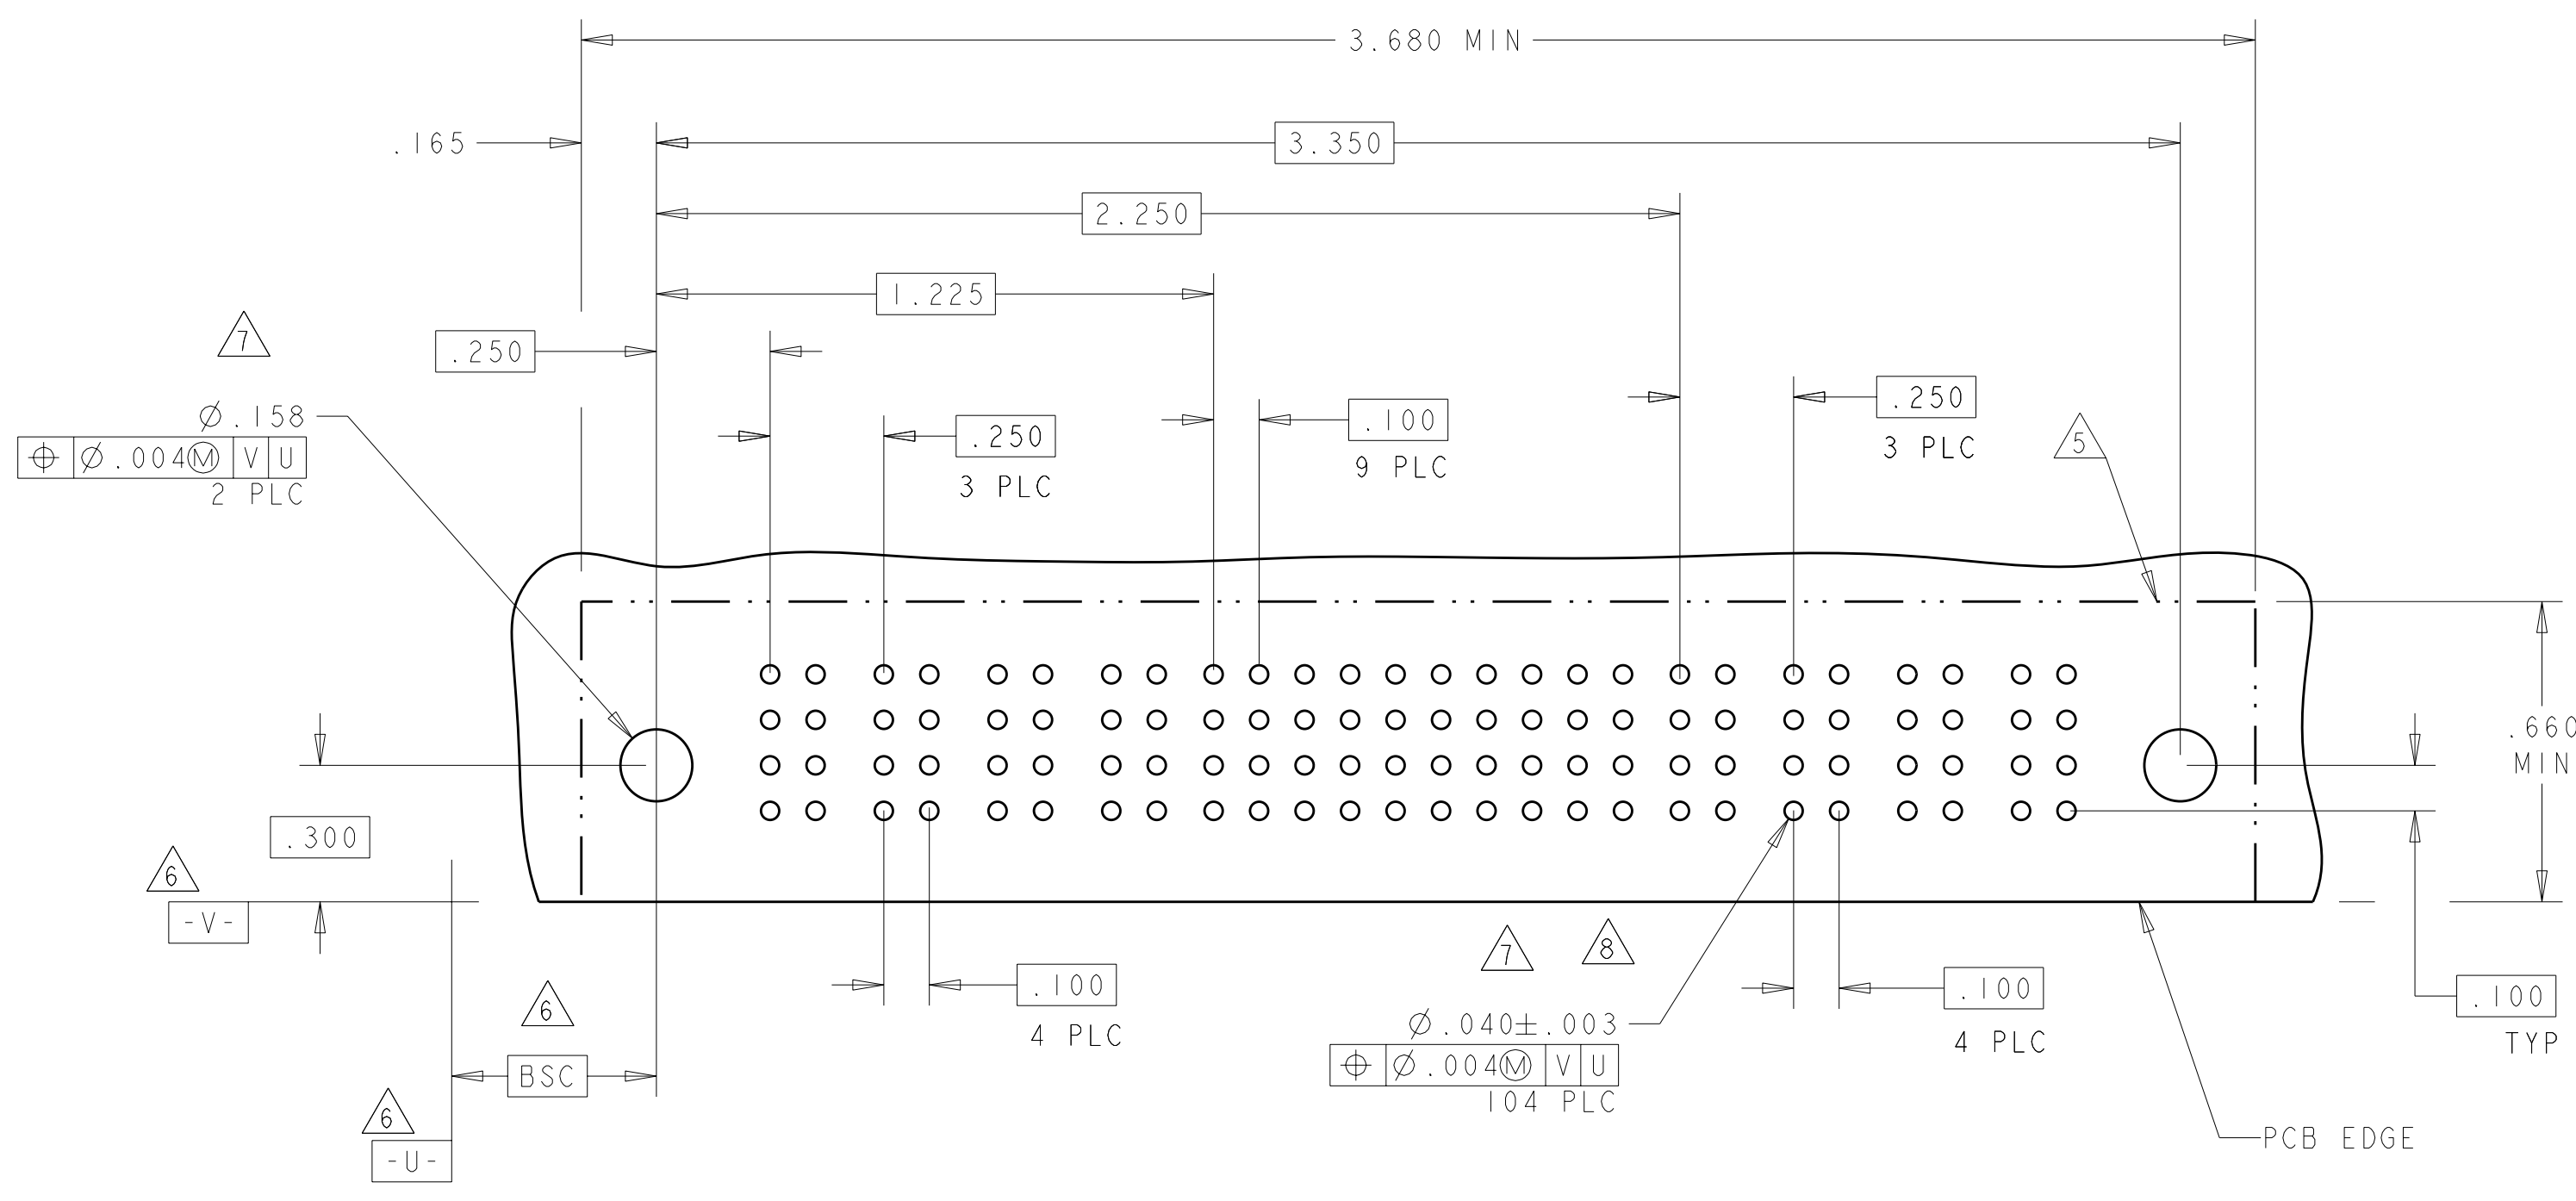 3.680 MIN
.165
3.350
2.250
1.225
7
.250
.250
3 PLC
Ø.158
⌖ Ø.004Ⓜ V U
2 PLC
.250
3 PLC
.100
9 PLC
5
.660
MIN
.300
6
-V-
6
BSC
6
-U-
.100
4 PLC
7 8
Ø.040±.003
⌖ Ø.004Ⓜ V U
104 PLC
.100
4 PLC
.100
TYP
PCB EDGE